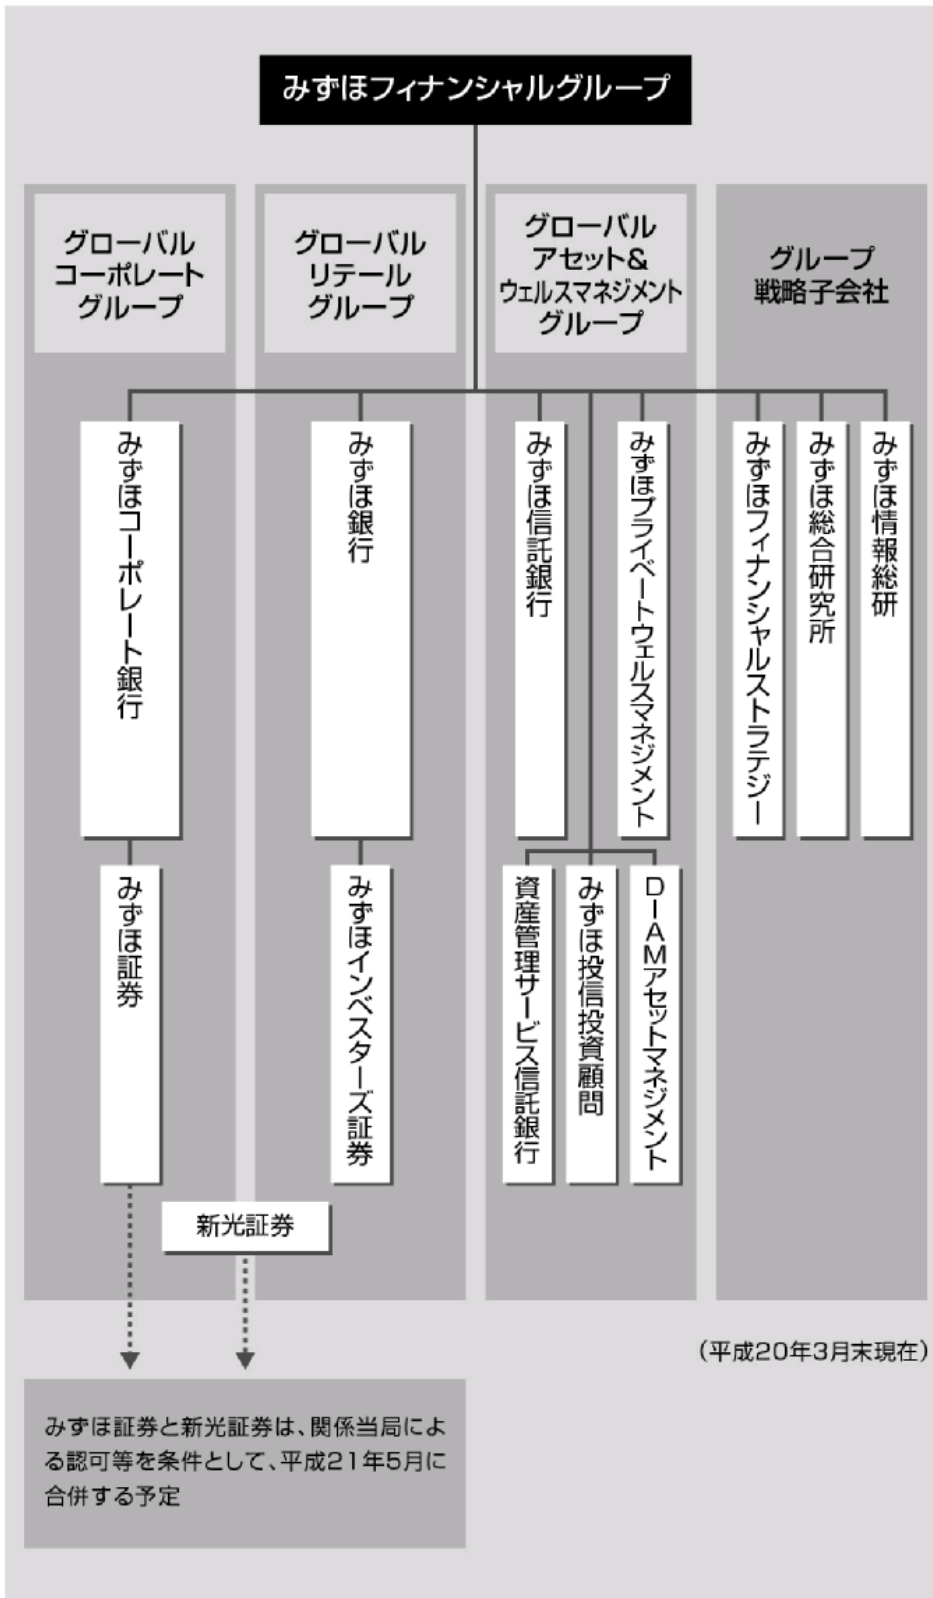 みずほフィナンシャルグループ
グローバル
コーポレート
グループ
グローバル
リテール
グループ
グローバル
アセット&
ウェルスマネジメント
グループ
グループ
戦略子会社
みずほコーポレート銀行
みずほ銀行
みずほ信託銀行
みずほプライベートウェルスマネジメント
みずほフィナンシャルストラテジー
みずほ総合研究所
みずほ情報総研
みずほ証券
みずほインベスターズ証券
資産管理サービス信託銀行
みずほ投信投資顧問
DIAMアセットマネジメント
新光証券
(平成20年3月末現在)
みずほ証券と新光証券は、関係当局によ
る認可等を条件として、平成21年5月に
合併する予定